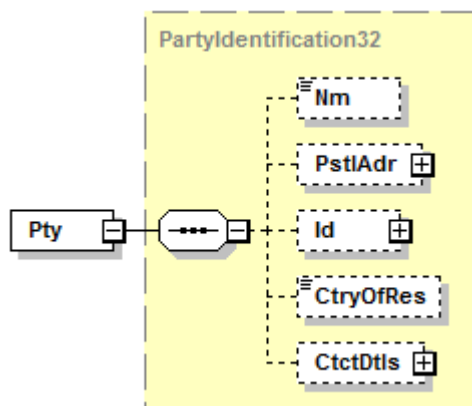 PartyIdentification32
Nm
PstlAdr
Pty
Id
CtryOfRes
CtctDtls